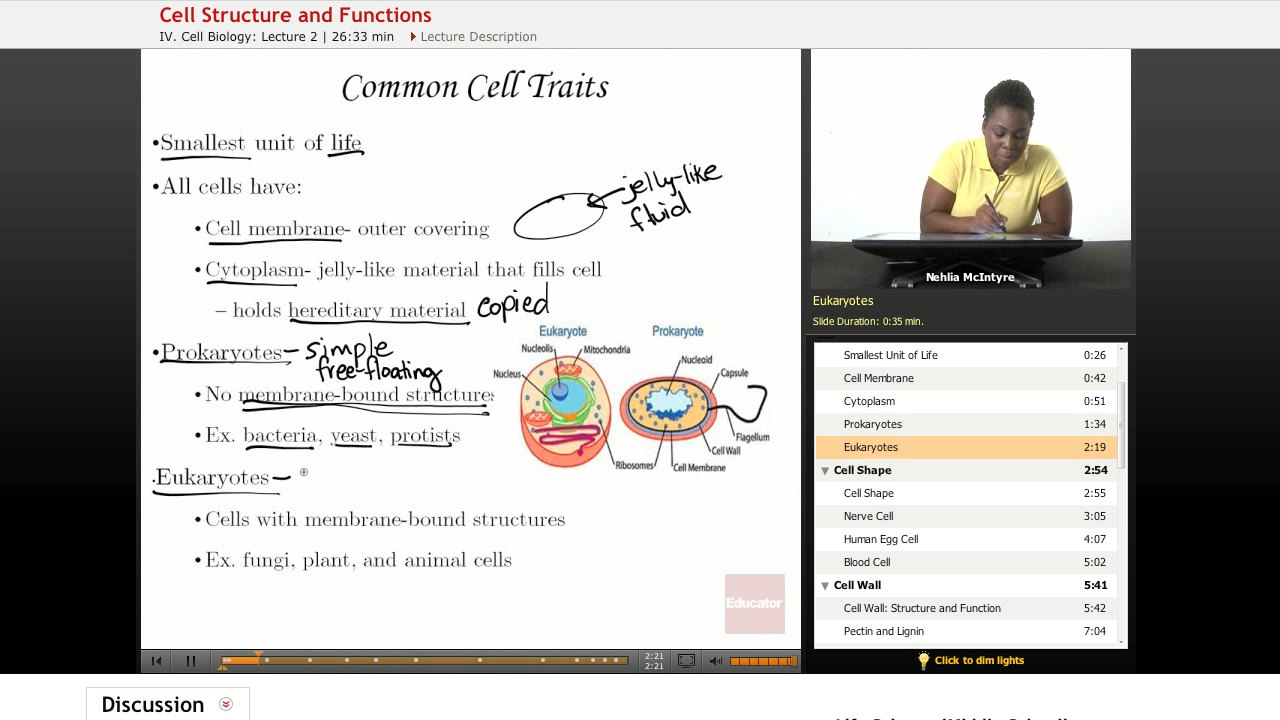 Cell Structure and Functions
IV. Cell Biology: Lecture 2 | 26:33 min Lecture Description
Common Cell Traits
•Smallest unit of life
•All cells have:
jelly-like
fluid
•Cell membrane- outer covering
•Cytoplasm- jelly-like material that fills cell
– holds hereditary material copied
•Prokaryotes– simple
free-floating
•No membrane-bound structures
•Ex. bacteria, yeast, protists
Eukaryote Prokaryote
Nucleolis Mitochondria
Nucleus
Nucleoid
Capsule
Flagellum
Cell Wall
Ribosomes Cell Membrane
.Eukaryotes–
•Cells with membrane-bound structures
•Ex. fungi, plant, and animal cells
Educator
Nehlia McIntyre
Eukaryotes
Slide Duration: 0:35 min.
Smallest Unit of Life 0:26
Cell Membrane 0:42
Cytoplasm 0:51
Prokaryotes 1:34
Eukaryotes 2:19
Cell Shape 2:54
Cell Shape 2:55
Nerve Cell 3:05
Human Egg Cell 4:07
Blood Cell 5:02
Cell Wall 5:41
Cell Wall: Structure and Function 5:42
Pectin and Lignin 7:04
2:21
2:21
Click to dim lights
Discussion